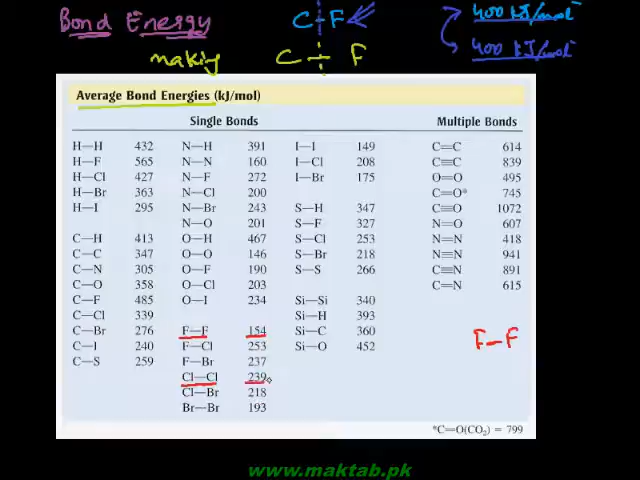 Bond Energy C-F 400 kJ/mol
making C F 400 kJ/mol
Average Bond Energies (kJ/mol)
Single Bonds Multiple Bonds
H—H 432 N—H 391 I—I 149 C=C 614
H—F 565 N—N 160 I—Cl 208 C≡C 839
H—Cl 427 N—F 272 I—Br 175 O=O 495
H—Br 363 N—Cl 200 C=O* 745
H—I 295 N—Br 243 S—H 347 C≡O 1072
N—O 201 S—F 327 N=O 607
C—H 413 O—H 467 S—Cl 253 N=N 418
C—C 347 O—O 146 S—Br 218 N≡N 941
C—N 305 O—F 190 S—S 266 C≡N 891
C—O 358 O—Cl 203 C=N 615
C—F 485 O—I 234 Si—Si 340
C—Cl 339 Si—H 393
C—Br 276 F—F 154 Si—C 360
C—I 240 F—Cl 253 Si—O 452 F-F
C—S 259 F—Br 237
Cl—Cl 239
Cl—Br 218
Br—Br 193
*C=O(CO₂) = 799
www.maktab.pk